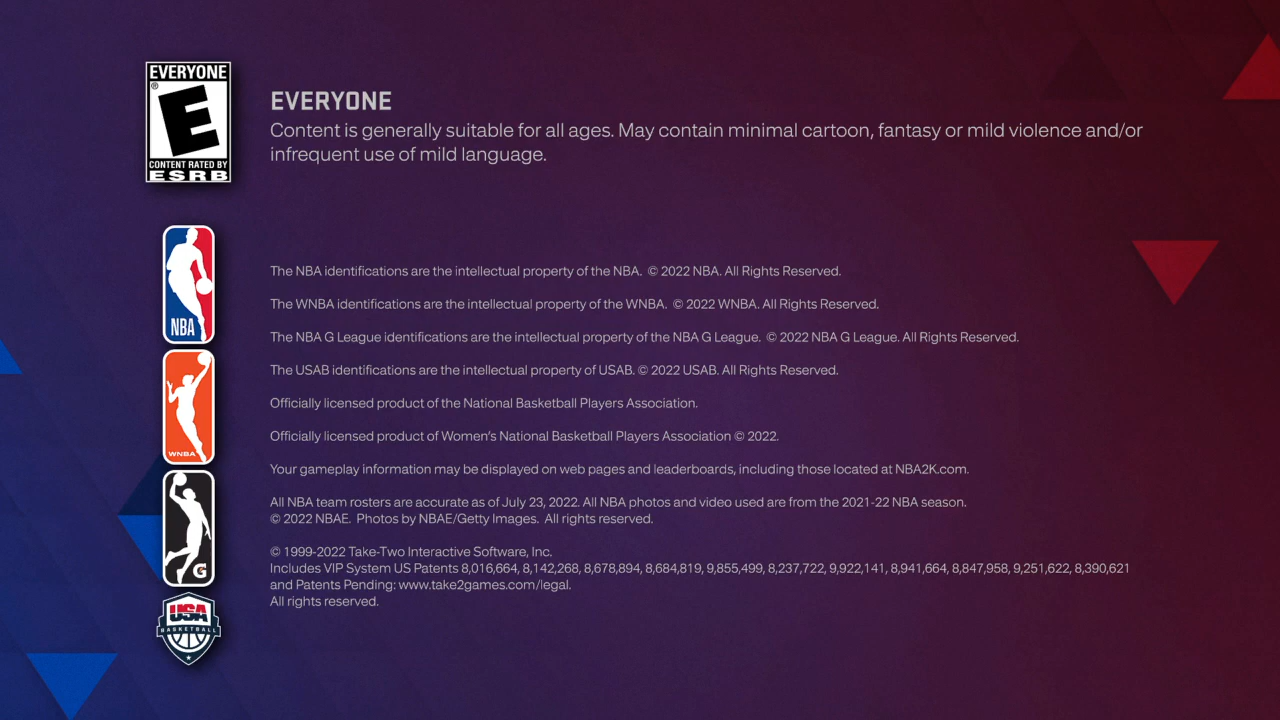 EVERYONE
®
E
CONTENT RATED BY
ESRB
EVERYONE
Content is generally suitable for all ages. May contain minimal cartoon, fantasy or mild violence and/or
infrequent use of mild language.
NBA
The NBA identifications are the intellectual property of the NBA. © 2022 NBA. All Rights Reserved.
The WNBA identifications are the intellectual property of the WNBA. © 2022 WNBA. All Rights Reserved.
The NBA G League identifications are the intellectual property of the NBA G League. © 2022 NBA G League. All Rights Reserved.
The USAB identifications are the intellectual property of USAB. © 2022 USAB. All Rights Reserved.
Officially licensed product of the National Basketball Players Association.
Officially licensed product of Women's National Basketball Players Association © 2022.
WNBA
Your gameplay information may be displayed on web pages and leaderboards, including those located at NBA2K.com.
All NBA team rosters are accurate as of July 23, 2022. All NBA photos and video used are from the 2021-22 NBA season.
© 2022 NBAE. Photos by NBAE/Getty Images. All rights reserved.
G
© 1999-2022 Take-Two Interactive Software, Inc.
Includes VIP System US Patents 8,016,664, 8,142,268, 8,678,894, 8,684,819, 9,855,499, 8,237,722, 9,922,141, 8,941,664, 8,847,958, 9,251,622, 8,390,621
and Patents Pending: www.take2games.com/legal.
All rights reserved.
USA
BASKETBALL